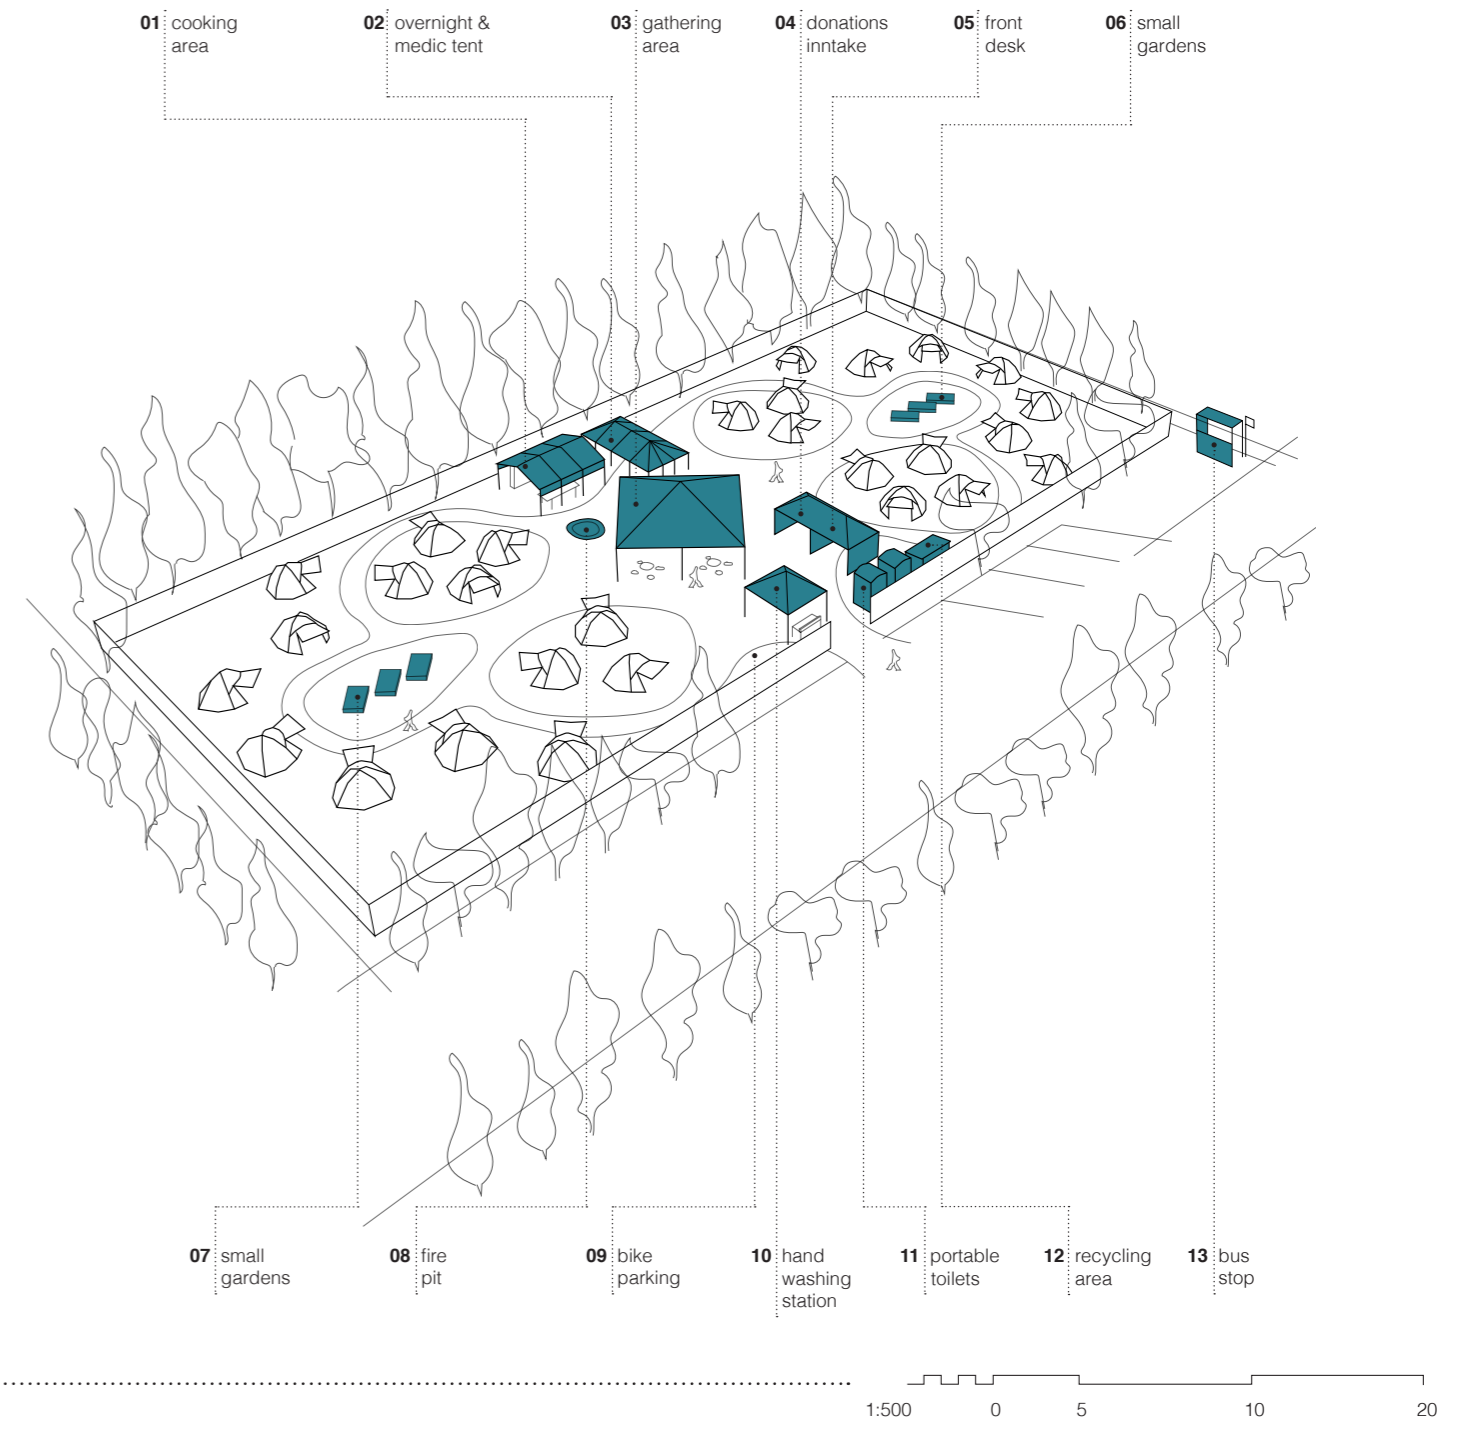 01 cooking
area
02 overnight &
medic tent
03 gathering
area
04 donations
inntake
05 front
desk
06 small
gardens
07 small
gardens
08 fire
pit
09 bike
parking
10 hand
washing
station
11 portable
toilets
12 recycling
area
13 bus
stop
1:500 0 5 10 20